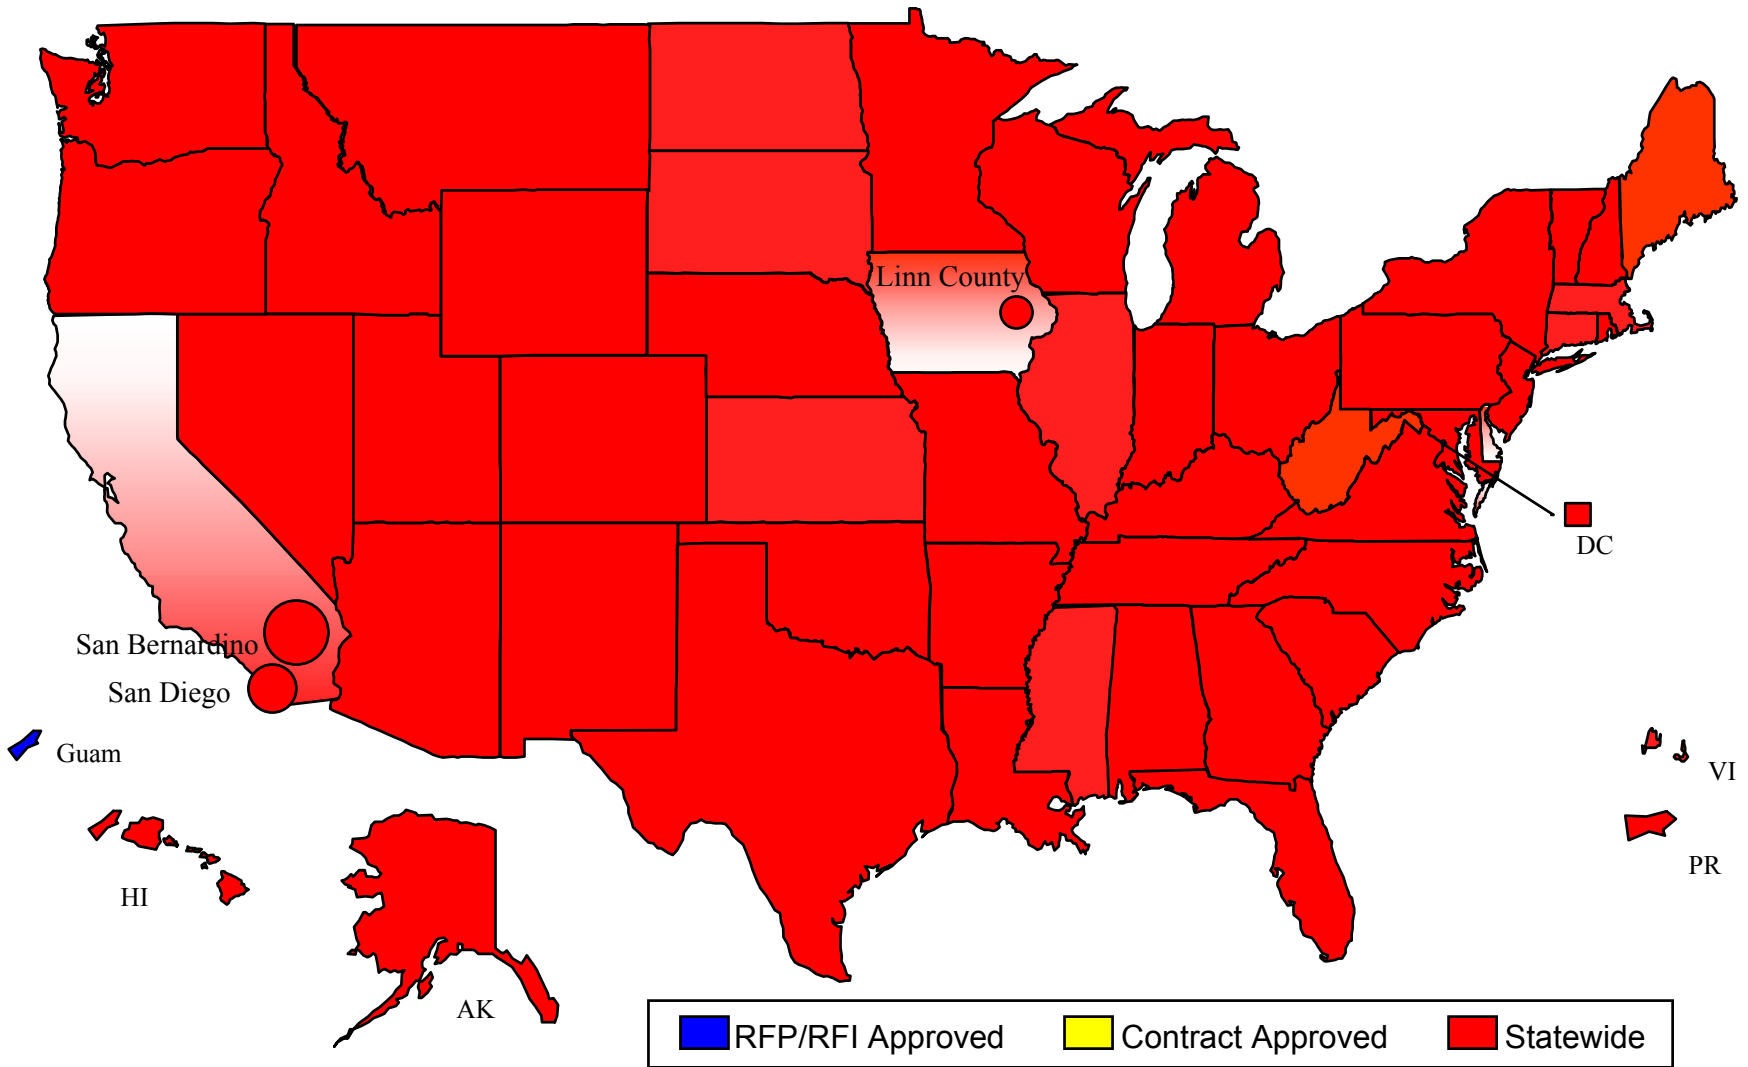 Linn County
DC
San Bernardino
San Diego
Guam
VI
PR
HI
AK
RFP/RFI Approved
Contract Approved
Statewide